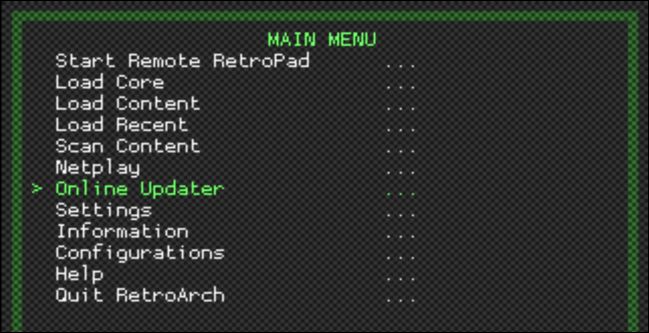 MAIN MENU
Start Remote RetroPad ...
Load Core ...
Load Content ...
Load Recent ...
Scan Content ...
Netplay ...
> Online Updater ...
Settings ...
Information ...
Configurations ...
Help ...
Quit RetroArch ...